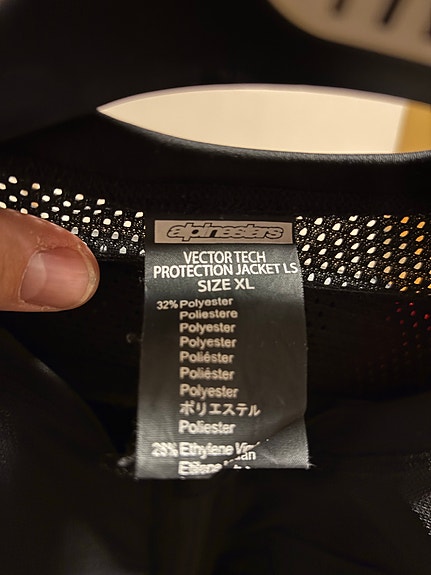 alpinestars
VECTOR TECH
PROTECTION JACKET LS
SIZE XL
32% Polyester
Poliestere
Polyester
Polyester
Poliéster
Poliéster
Polyester
ポリエステル
Poliester
28% Ethylene